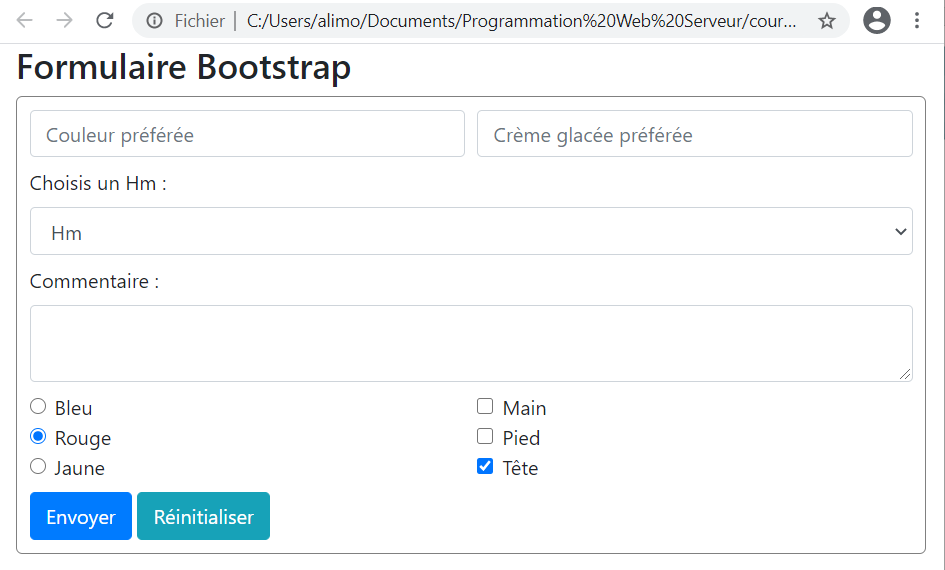 Fichier C:/Users/alimo/Documents/Programmation%20Web%20Serveur/cour...
Formulaire Bootstrap
Couleur préférée Crème glacée préférée
Choisis un Hm :
Hm
Commentaire :
Bleu Main
Rouge Pied
Jaune Tête
Envoyer Réinitialiser